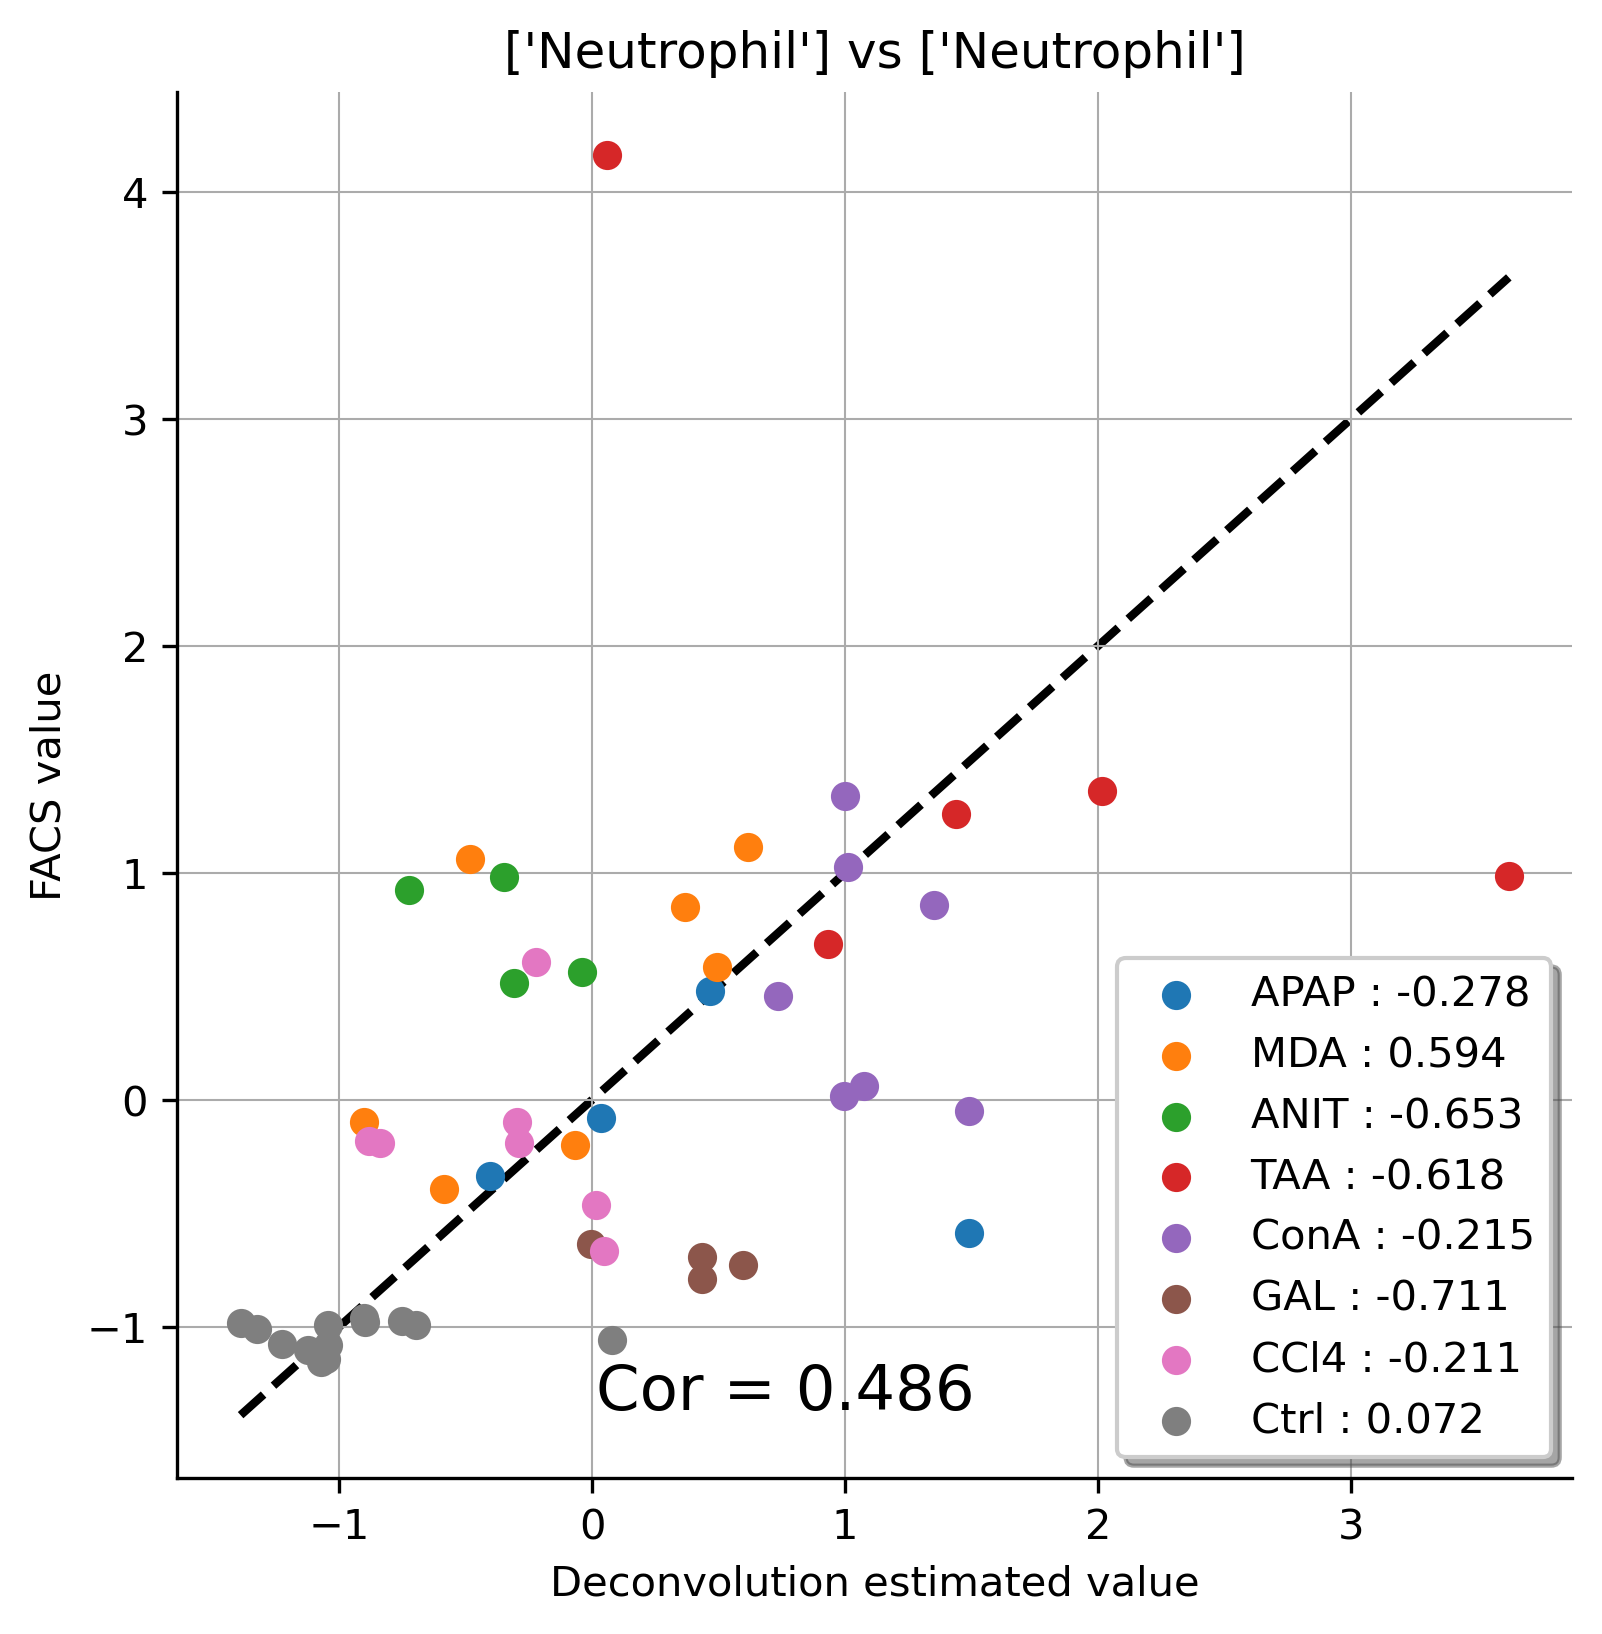 ['Neutrophil'] vs ['Neutrophil']
4
3
2
1
0
−1
FACS value
APAP : -0.278
MDA : 0.594
ANIT : -0.653
TAA : -0.618
ConA : -0.215
GAL : -0.711
CCl4 : -0.211
Ctrl : 0.072
Cor = 0.486
−1 0 1 2 3
Deconvolution estimated value